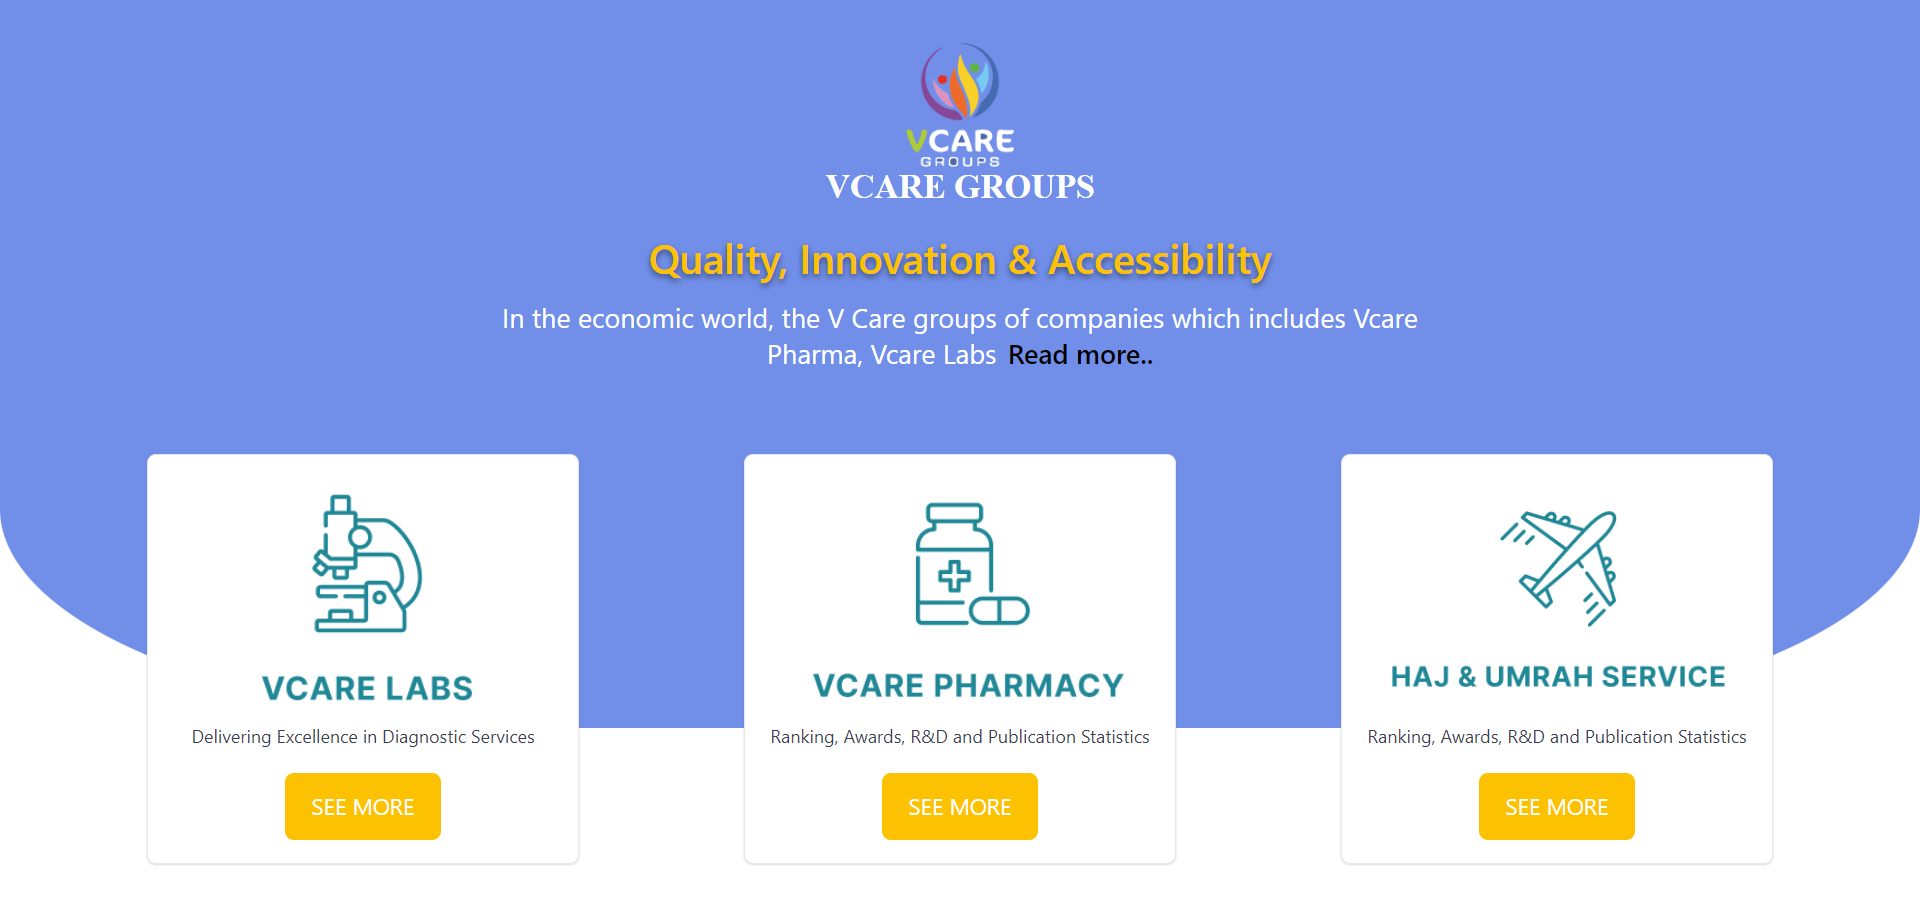 VCARE
GROUPS
VCARE GROUPS
Quality, Innovation & Accessibility
In the economic world, the V Care groups of companies which includes Vcare
Pharma, Vcare Labs Read more..
VCARE LABS
Delivering Excellence in Diagnostic Services
SEE MORE
VCARE PHARMACY
Ranking, Awards, R&D and Publication Statistics
SEE MORE
HAJ & UMRAH SERVICE
Ranking, Awards, R&D and Publication Statistics
SEE MORE